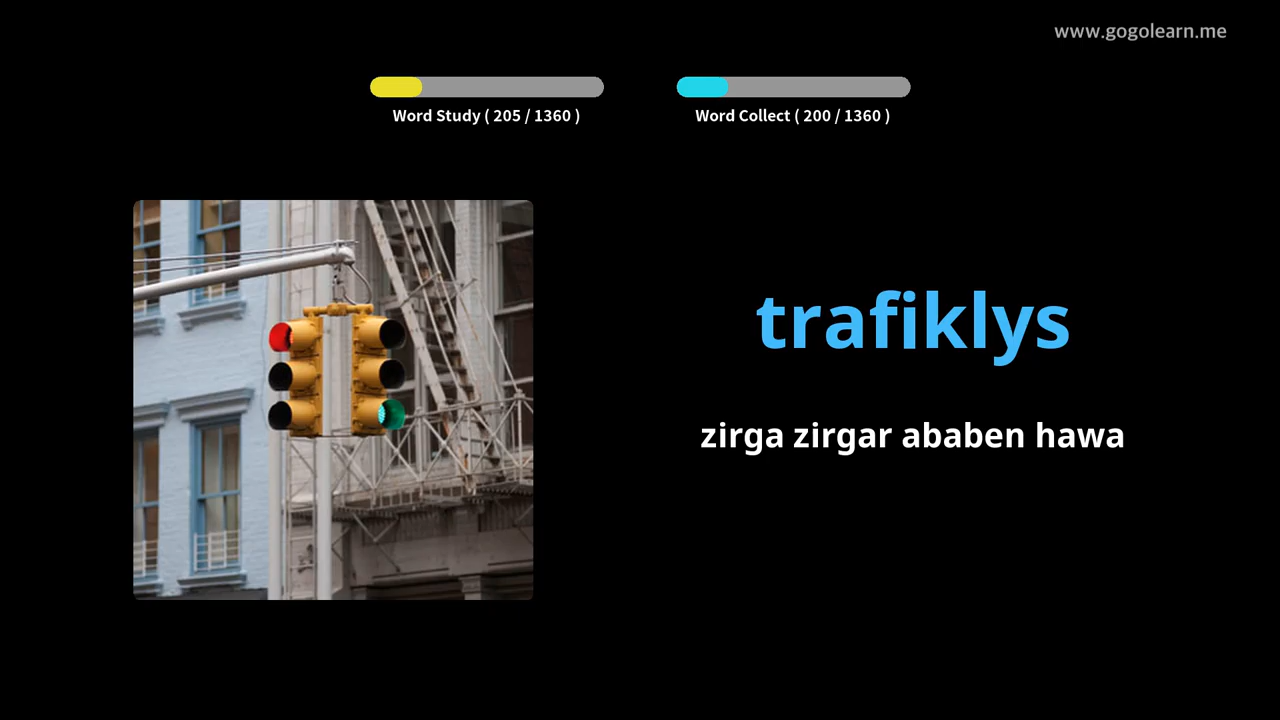 www.gogolearn.me
Word Study ( 205 / 1360 )
Word Collect ( 200 / 1360 )
trafiklys
zirga zirgar ababen hawa